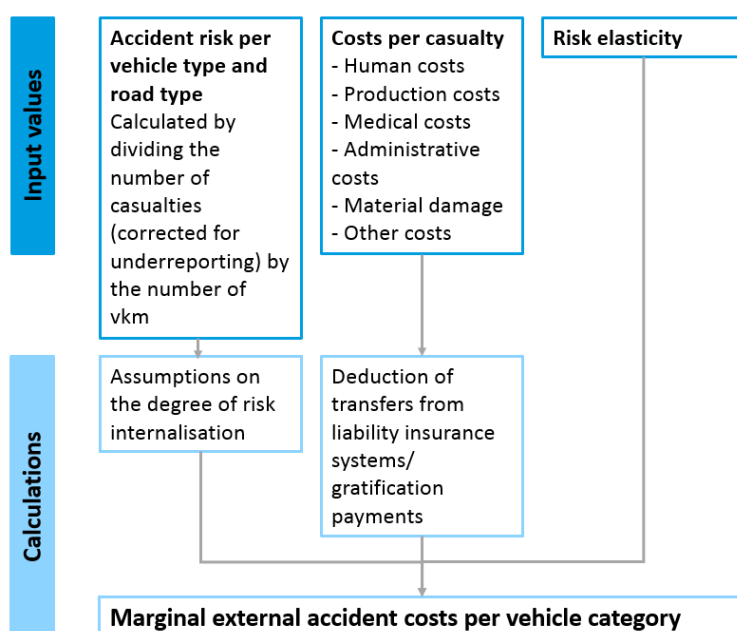 Input values
Accident risk per
vehicle type and
road type
Calculated by
dividing the
number of
casualties
(corrected for
underreporting) by
the number of
vkm
Costs per casualty
- Human costs
- Production costs
- Medical costs
- Administrative
costs
- Material damage
- Other costs
Risk elasticity
Calculations
Assumptions on
the degree of risk
internalisation
Deduction of
transfers from
liability insurance
systems/
gratification
payments
Marginal external accident costs per vehicle category